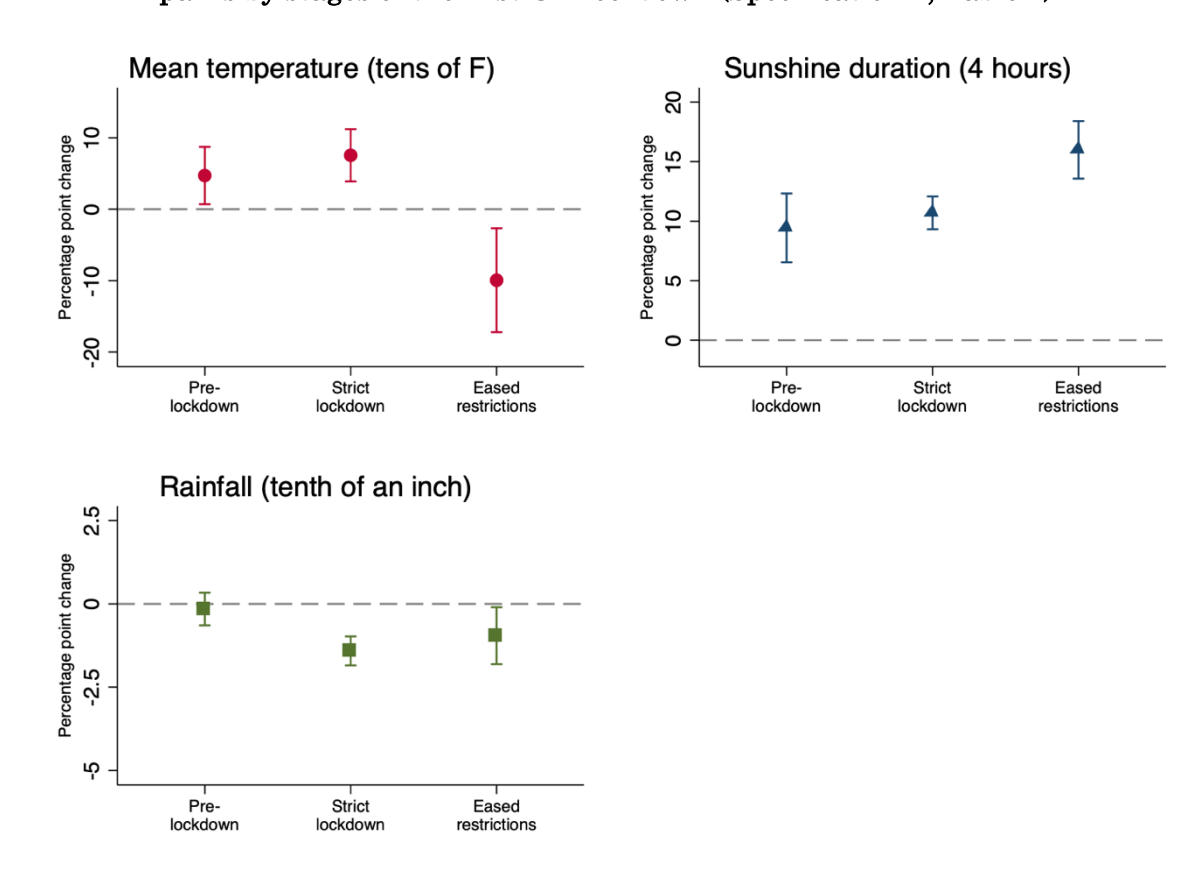 Mean temperature (tens of F)
Percentage point change
10
0
-10
-20
Pre-
lockdown
Strict
lockdown
Eased
restrictions
Sunshine duration (4 hours)
Percentage point change
20
15
10
5
0
Pre-
lockdown
Strict
lockdown
Eased
restrictions
Rainfall (tenth of an inch)
Percentage point change
2.5
0
-2.5
-5
Pre-
lockdown
Strict
lockdown
Eased
restrictions